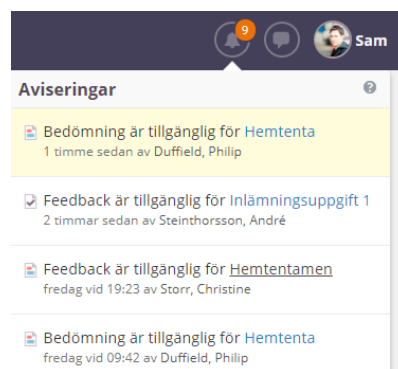 9
Sam
Aviseringar
?
Bedömning är tillgänglig för Hemtenta
1 timme sedan av Duffield, Philip
Feedback är tillgänglig för Inlämningsuppgift 1
2 timmar sedan av Steinthorsson, André
Feedback är tillgänglig för Hemtentamen
fredag vid 19:23 av Storr, Christine
Bedömning är tillgänglig för Hemtenta
fredag vid 09:42 av Duffield, Philip